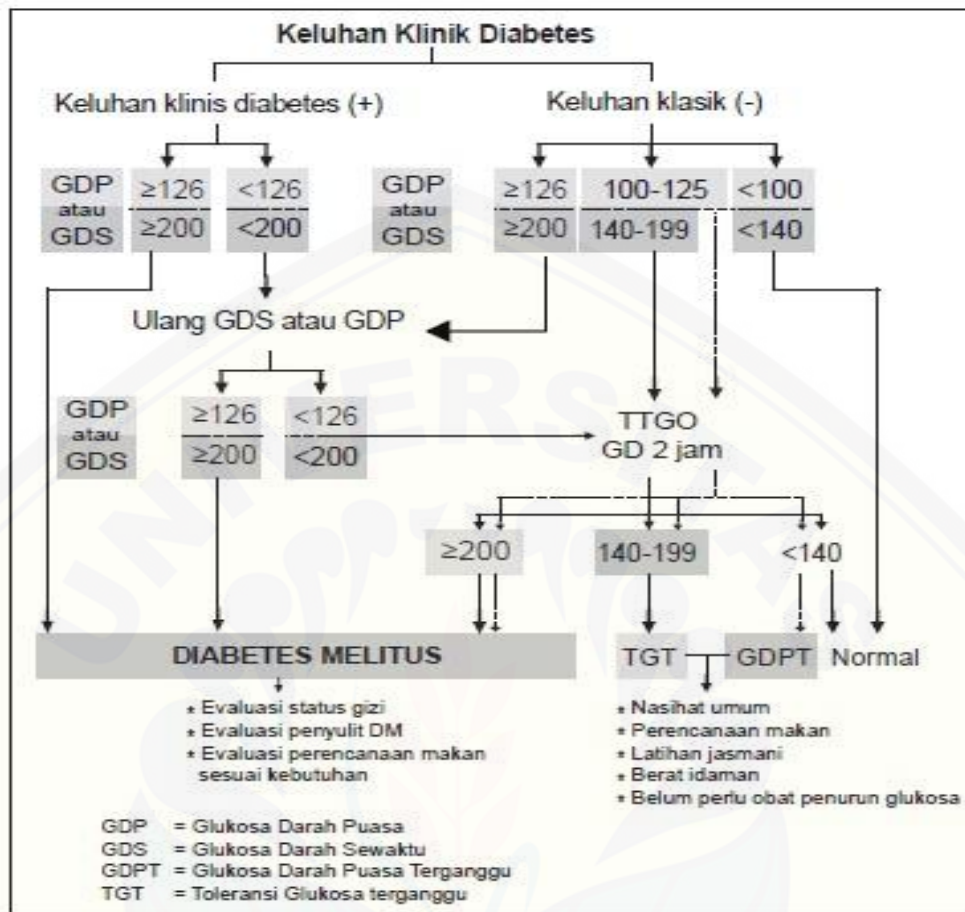 Keluhan Klinik Diabetes
Keluhan klinis diabetes (+)
Keluhan klasik (-)
GDP
atau
GDS
≥126
<126
≥200
<200
GDP
atau
GDS
≥126
100-125
<100
≥200
140-199
<140
Ulang GDS atau GDP
GDP
atau
GDS
≥126
<126
≥200
<200
TTGO
GD 2 jam
≥200
140-199
<140
DIABETES MELITUS
TGT
GDPT
Normal
* Evaluasi status gizi
* Evaluasi penyulit DM
* Evaluasi perencanaan makan
sesuai kebutuhan
* Nasihat umum
* Perencanaan makan
* Latihan jasmani
* Berat idaman
* Belum perlu obat penurun glukosa
GDP = Glukosa Darah Puasa
GDS = Glukosa Darah Sewaktu
GDPT = Glukosa Darah Puasa Terganggu
TGT = Toleransi Glukosa terganggu
UNIVERSITAS